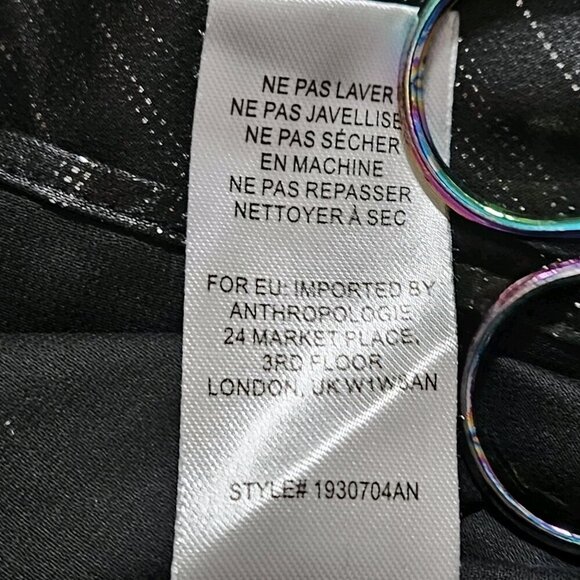 NE PAS LAVER
NE PAS JAVELLISE
NE PAS SÉCHER
EN MACHINE
NE PAS REPASSER
NETTOYER À SEC
FOR EU: IMPORTED BY
ANTHROPOLOGIE
24 MARKET PLACE,
3RD FLOOR
LONDON, UK W1W8AN
STYLE# 1930704AN